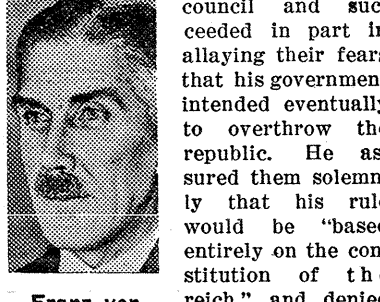 council and suc
ceeded in part in
allaying their fears
that his governmen
intended eventually
to overthrow the
republic. He as
sured them solemn
ly that his rule
would be "based
entirely on the con
stitution of the
reich," and denied
Franz von